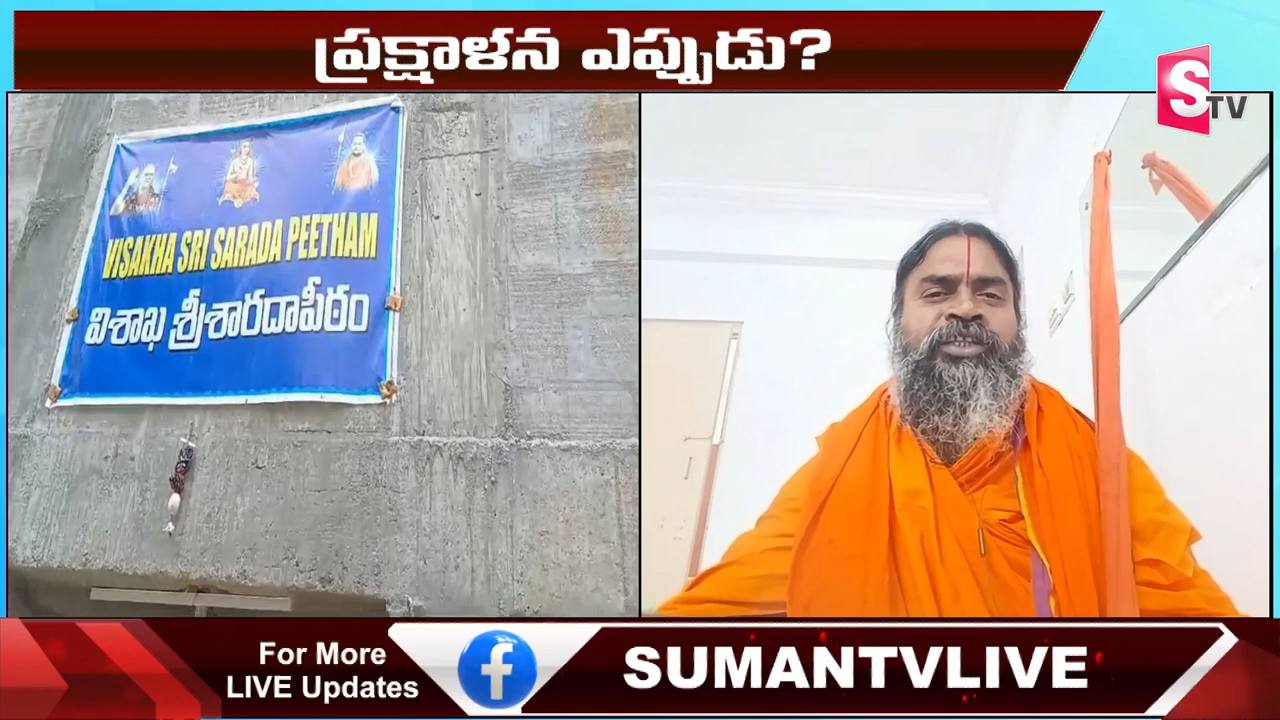 ప్రక్షాళన ఎప్పుడు?
S TV
VISAKHA SRI SARADA PEETHAM
విశాఖ శ్రీశారదాపీఠం
For More
LIVE Updates
f
SUMANTVLIVE